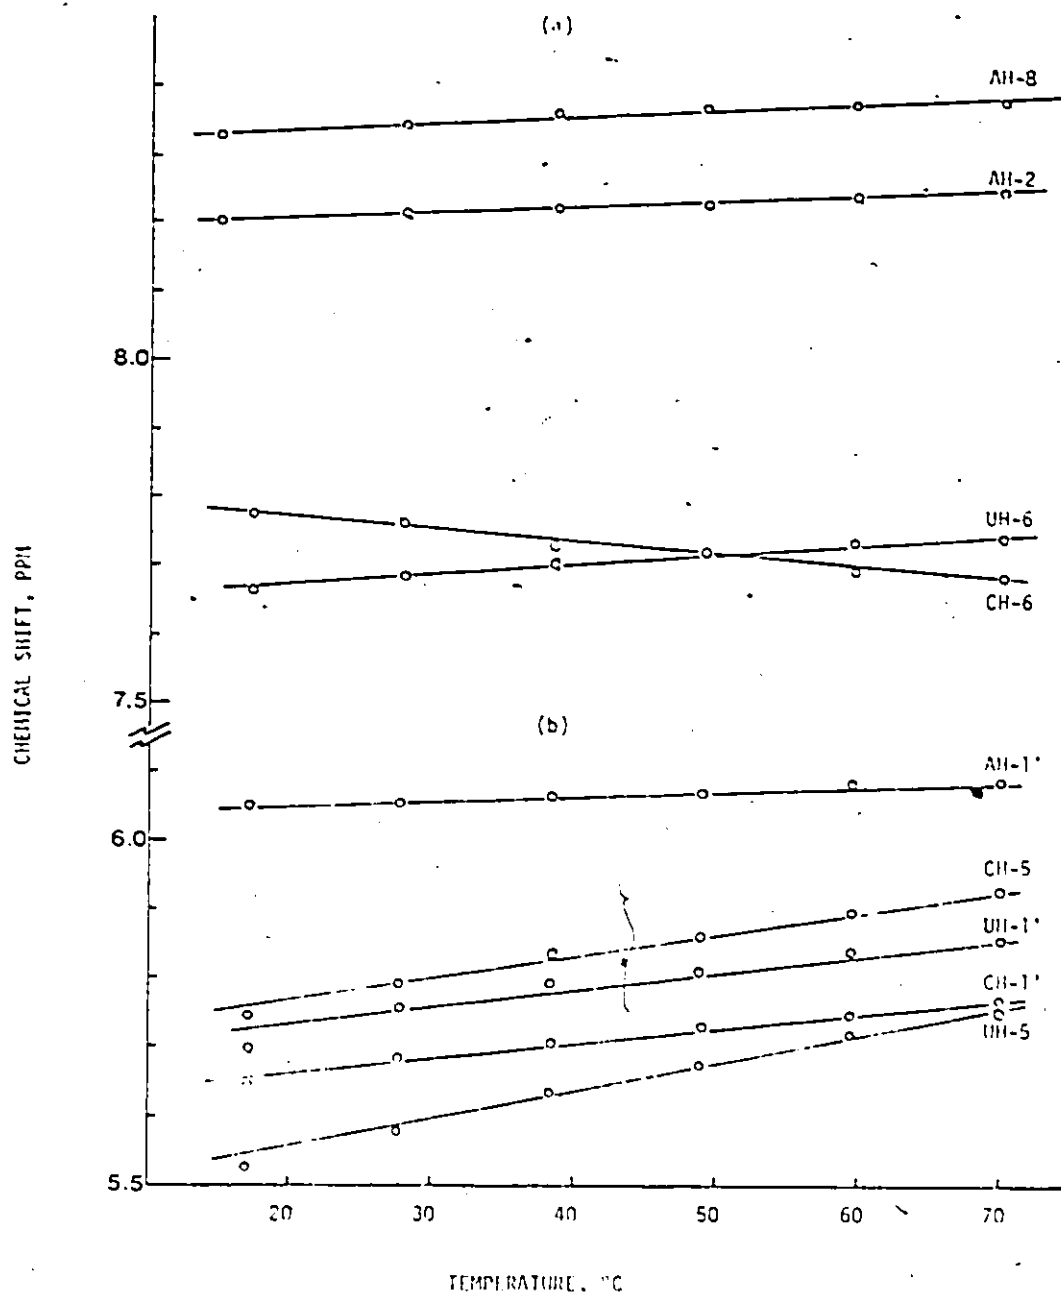 (a)
AH-8
AH-2
8.0
UH-6
CH-6
CHEMICAL SHIFT, PPM
7.5
(b)
AH-1'
6.0
CH-5
UH-1'
CH-1'
UH-5
5.5
20 30 40 50 60 70
TEMPERATURE, °C